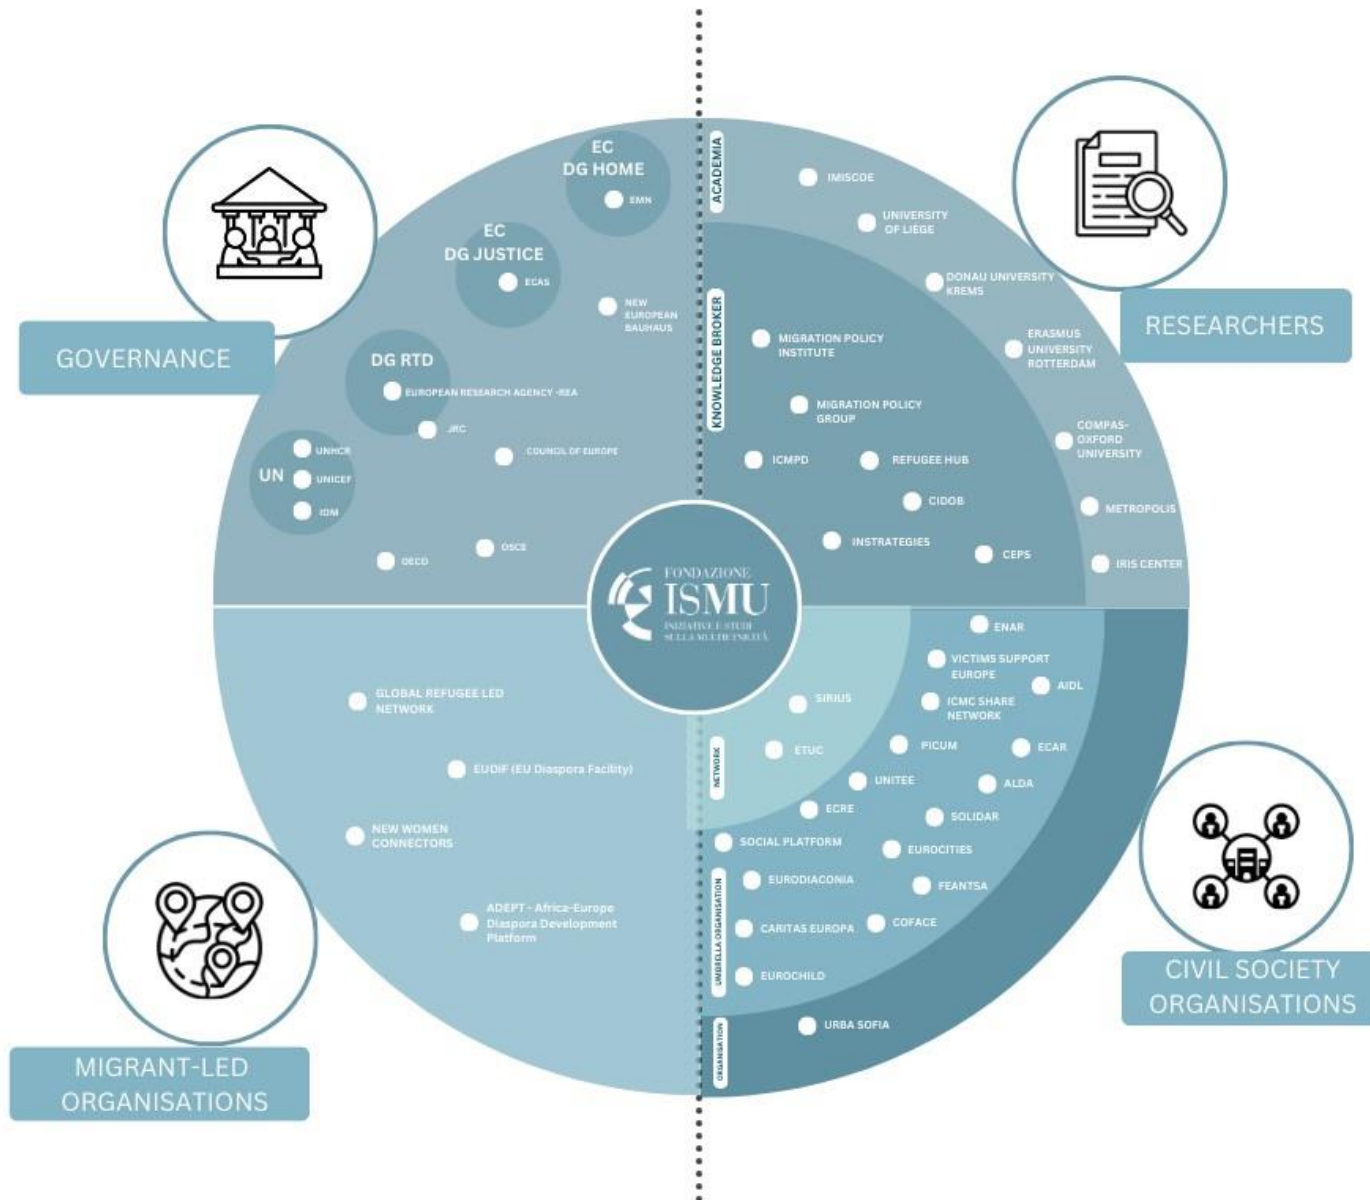 EC
DG HOME
EMN
EC
DG JUSTICE
ECAS
NEW
EUROPEAN
BAUHAUS
GOVERNANCE
DG RTD
EUROPEAN RESEARCH AGENCY -REA
JRC
COUNCIL OF EUROPE
UN
UNHCR
UNICEF
IOM
OECD
OSCE
ACADEMIA
IMISCOE
UNIVERSITY
OF LIÈGE
DONAU UNIVERSITY
KREMS
ERASMUS
UNIVERSITY
ROTTERDAM
COMPAS-
OXFORD
UNIVERSITY
METROPOLIS
IRIS CENTER
RESEARCHERS
KNOWLEDGE BROKER
MIGRATION POLICY
INSTITUTE
MIGRATION POLICY
GROUP
ICMPD
REFUGEE HUB
CIDOB
INSTRATEGIES
CEPS
FONDAZIONE
ISMU
INIZIATIVE E STUDI
SULLA MULTIETNICITÀ
GLOBAL REFUGEE LED
NETWORK
EUDIF (EU Diaspora Facility)
NEW WOMEN
CONNECTORS
ADEPT - Africa-Europe
Diaspora Development
Platform
MIGRANT-LED
ORGANISATIONS
NETWORK
SIRIUS
ETUC
ENAR
VICTIMS SUPPORT
EUROPE
AIDL
ICMC SHARE
NETWORK
PICUM
ECAR
UNITEE
ALDA
ECRE
SOLIDAR
SOCIAL PLATFORM
EUROCITIES
UMBRELLA ORGANISATION
EURODIACONIA
FEANTSA
CARITAS EUROPA
COFACE
EUROCHILD
ORGANISATION
URBA SOFIA
CIVIL SOCIETY
ORGANISATIONS